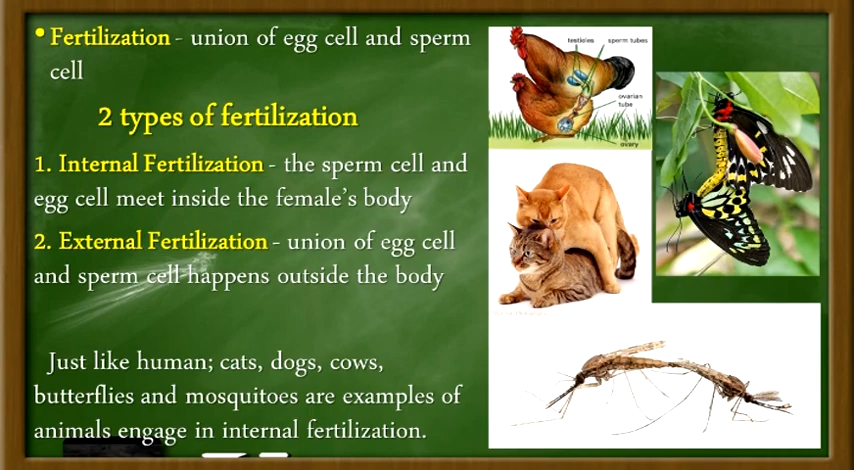 • Fertilization - union of egg cell and sperm
cell
2 types of fertilization
1. Internal Fertilization - the sperm cell and
egg cell meet inside the female's body
2. External Fertilization - union of egg cell
and sperm cell happens outside the body
Just like human; cats, dogs, cows,
butterflies and mosquitoes are examples of
animals engage in internal fertilization.
testicles
sperm tubes
ovarian
tube
ovary